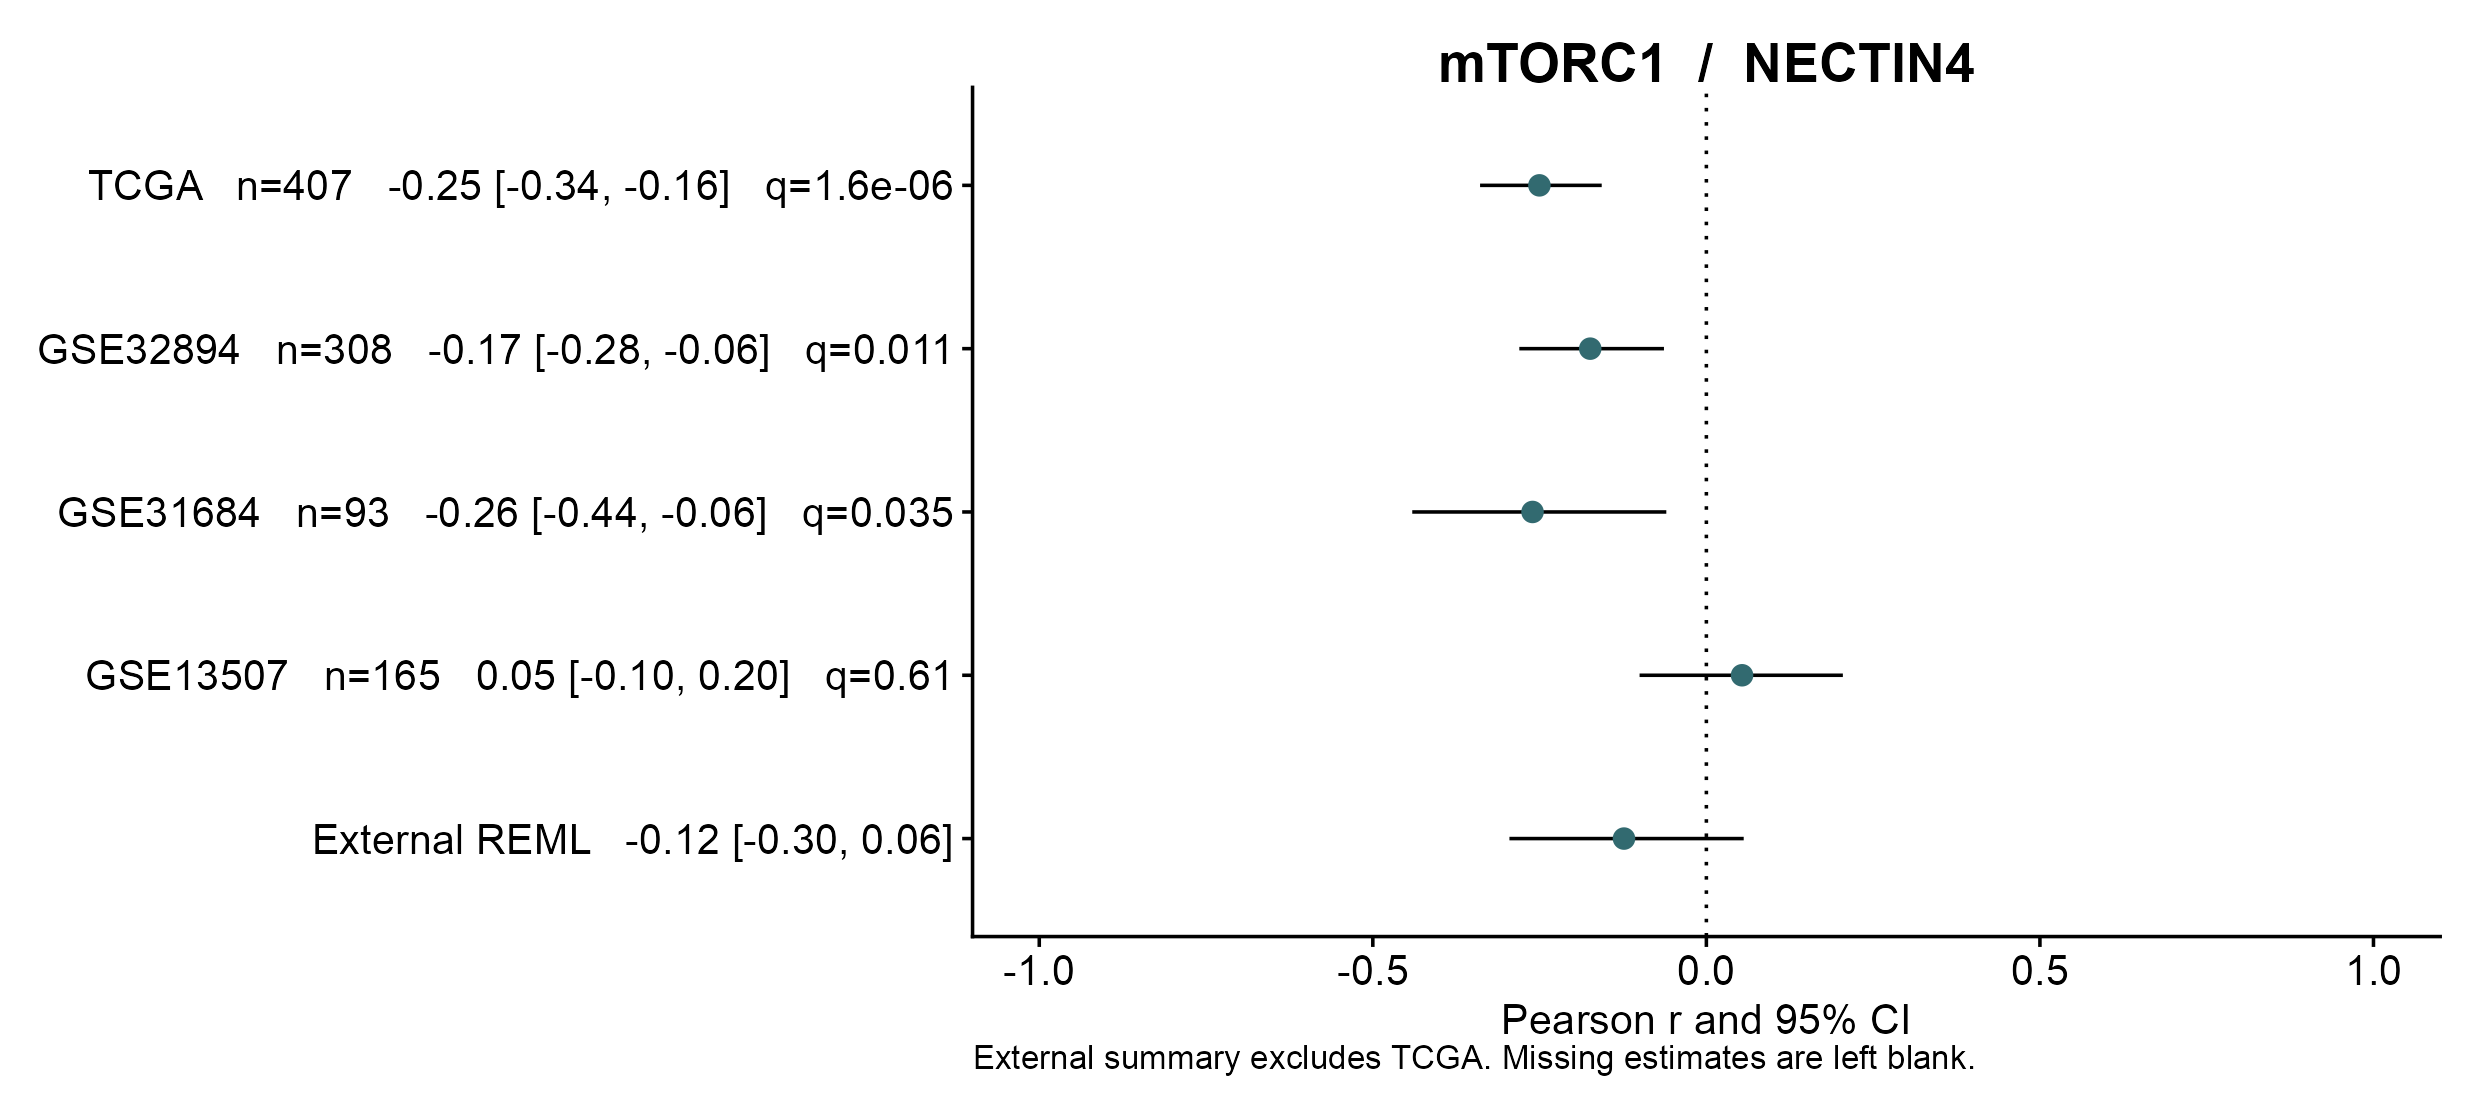 mTORC1 / NECTIN4
TCGA n=407 -0.25 [-0.34, -0.16] q=1.6e-06
GSE32894 n=308 -0.17 [-0.28, -0.06] q=0.011
GSE31684 n=93 -0.26 [-0.44, -0.06] q=0.035
GSE13507 n=165 0.05 [-0.10, 0.20] q=0.61
External REML -0.12 [-0.30, 0.06]
-1.0 -0.5 0.0 0.5 1.0
Pearson r and 95% CI
External summary excludes TCGA. Missing estimates are left blank.